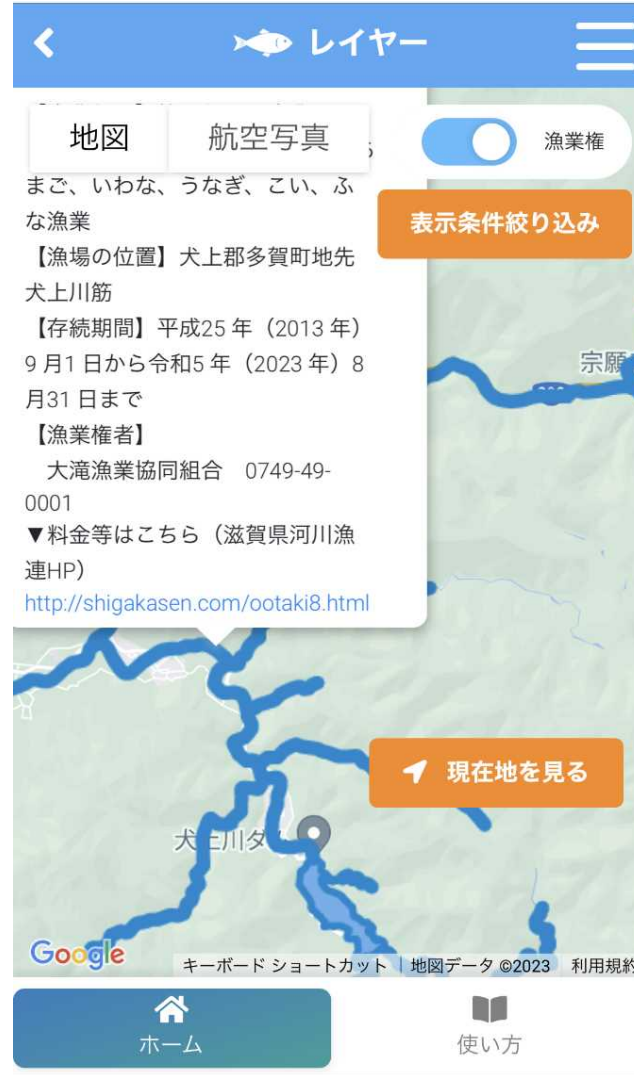 レイヤー
地図
航空写真
漁業権
表示条件絞り込み
まご、いわな、うなぎ、こい、ふ
な漁業
【漁場の位置】犬上郡多賀町地先
犬上川筋
【存続期間】平成25 年（2013 年）
9 月1 日から令和5 年（2023 年）8
月31 日まで
【漁業権者】
大滝漁業協同組合　0749-49-
0001
▼料金等はこちら（滋賀県河川漁
連HP）
http://shigakasen.com/ootaki8.html
宗願
現在地を見る
犬上川ダ
Google
キーボード ショートカット
地図データ ©2023
利用規約
ホーム
使い方